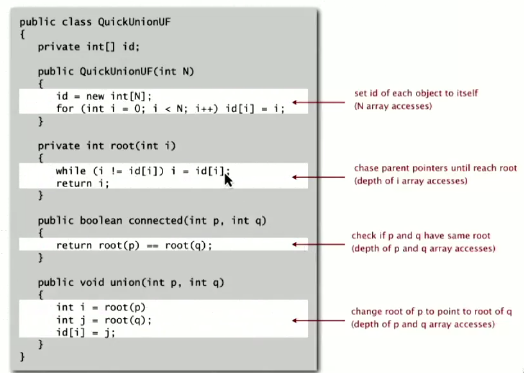 public class QuickUnionUF
{
private int[] id;
public QuickUnionUF(int N)
{
id = new int[N];
for (int i = 0; i < N; i++) id[i] = i;
}
set id of each object to itself
(N array accesses)
private int root(int i)
{
while (i != id[i]) i = id[i];
return i;
}
chase parent pointers until reach root
(depth of i array accesses)
public boolean connected(int p, int q)
{
return root(p) == root(q);
}
check if p and q have same root
(depth of p and q array accesses)
public void union(int p, int q)
{
int i = root(p)
int j = root(q);
id[i] = j;
}
}
change root of p to point to root of q
(depth of p and q array accesses)